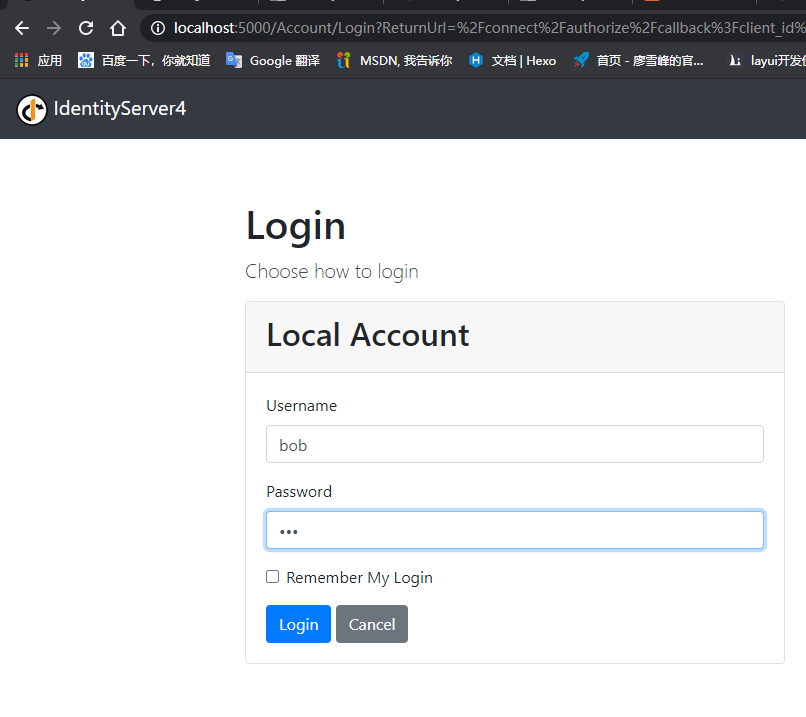 localhost:5000/Account/Login?ReturnUrl=%2Fconnect%2Fauthorize%2Fcallback%3Fclient_id%
应用 百度一下，你就知道 Google 翻译 MSDN, 我告诉你 文档 | Hexo 首页 - 廖雪峰的官... layui开发使
IdentityServer4
Login
Choose how to login
Local Account
Username
bob
Password
•••
Remember My Login
Login Cancel